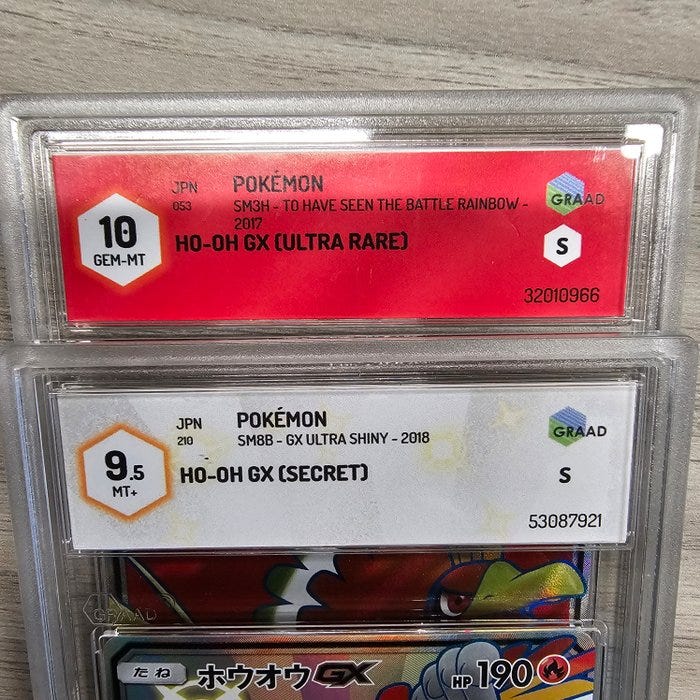 JPN POKÉMON
053 SM3H - TO HAVE SEEN THE BATTLE RAINBOW -
2017
HO-OH GX (ULTRA RARE)
10
GEM-MT
GRAAD
S
32010966
JPN POKÉMON
210 SM8B - GX ULTRA SHINY - 2018
HO-OH GX (SECRET)
9.5
MT+
GRAAD
S
53087921
GRAAD
たね ホウオウGX HP 190